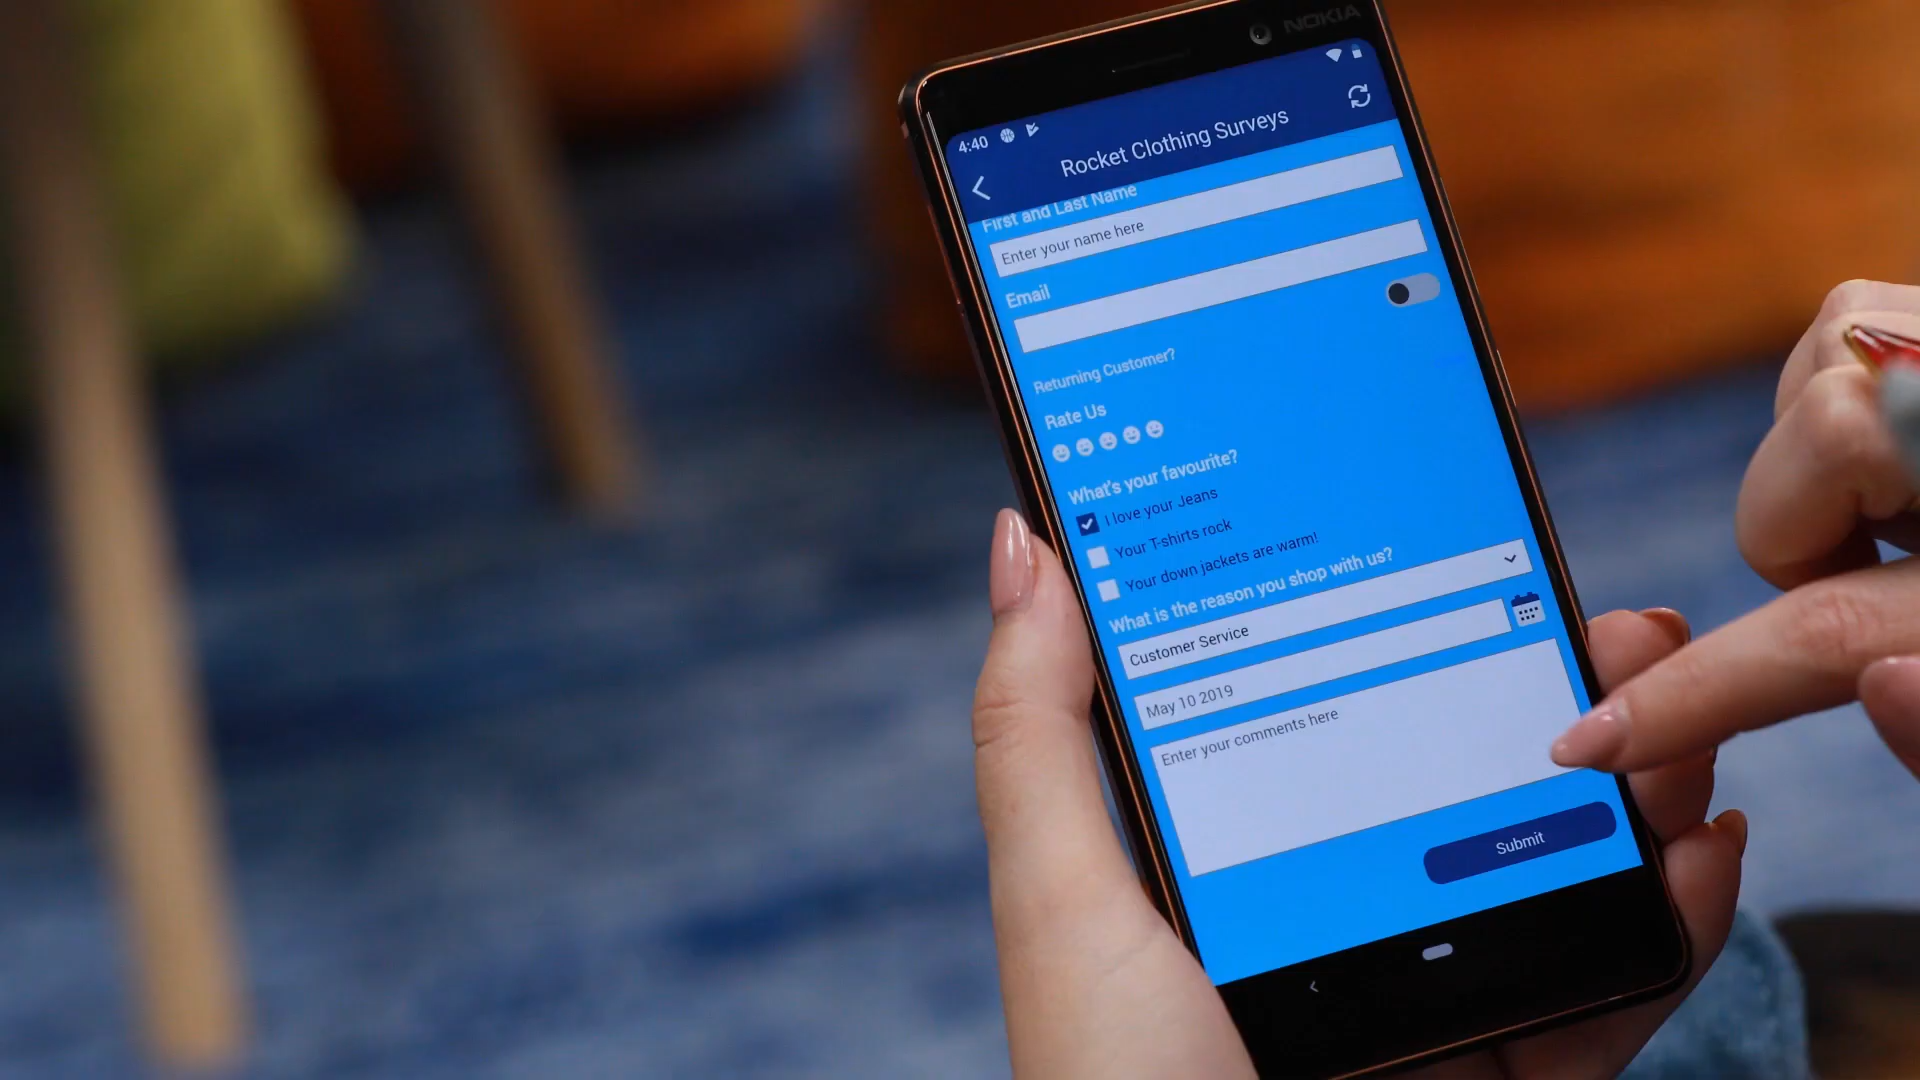 NOKIA
4:40
Rocket Clothing Surveys
First and Last Name
Enter your name here
Email
Returning Customer?
Rate Us
What's your favourite?
I love your Jeans
Your T-shirts rock
Your down jackets are warm!
What is the reason you shop with us?
Customer Service
May 10 2019
Enter your comments here
Submit